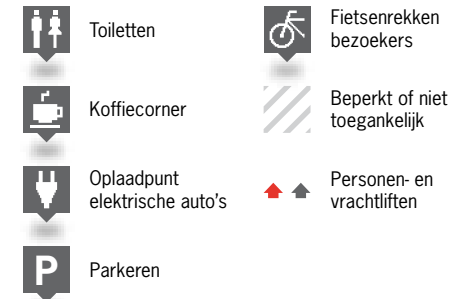 Toiletten
Koffiecorner
Oplaadpunt
elektrische auto's
P
Parkeren
Fietsenrekken
bezoekers
Beperkt of niet
toegankelijk
Personen- en
vrachtliften